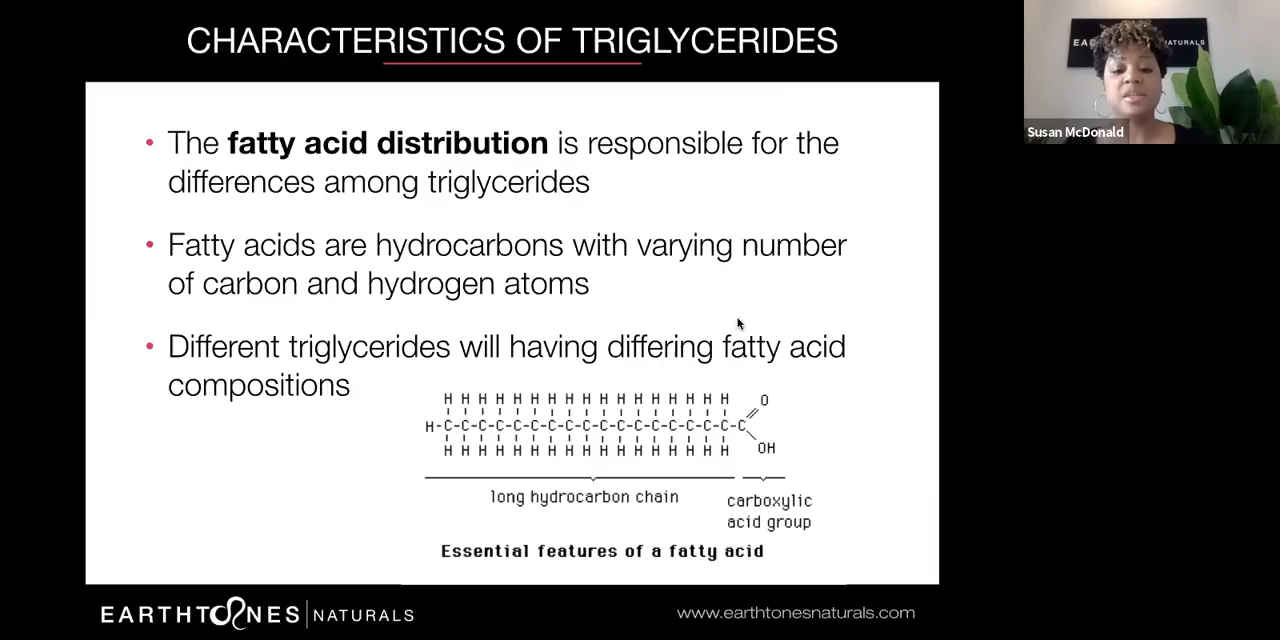 CHARACTERISTICS OF TRIGLYCERIDES
• The fatty acid distribution is responsible for the
differences among triglycerides
• Fatty acids are hydrocarbons with varying number
of carbon and hydrogen atoms
• Different triglycerides will having differing fatty acid
compositions
H H H H H H H H H H H H H H H H H O
H-C-C-C-C-C-C-C-C-C-C-C-C-C-C-C-C-C-C
H H H H H H H H H H H H H H H H H OH
long hydrocarbon chain
carboxylic
acid group
Essential features of a fatty acid
EARTHTONES NATURALS
www.earthtonesnaturals.com
NATURALS
Susan McDonald